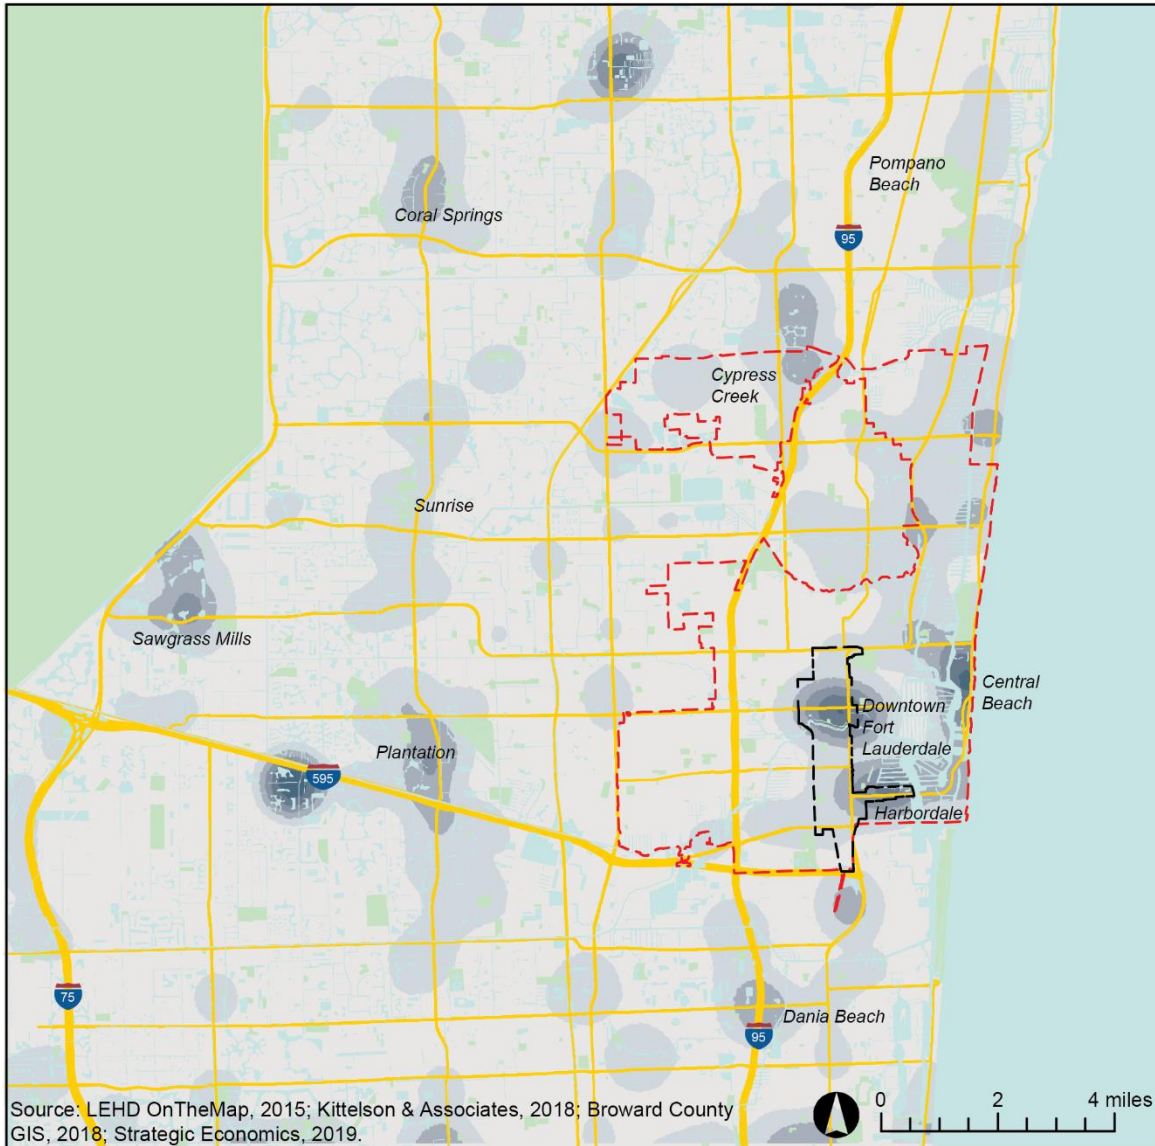 Pompano
Beach
95
Coral Springs
Cypress
Creek
Sunrise
Sawgrass Mills
Central
Beach
Downtown
Fort
Lauderdale
Plantation
595
Harbordale
75
Dania Beach
95
Source: LEHD OnTheMap, 2015; Kittelson & Associates, 2018; Broward County
GIS, 2018; Strategic Economics, 2019.
0 2 4 miles